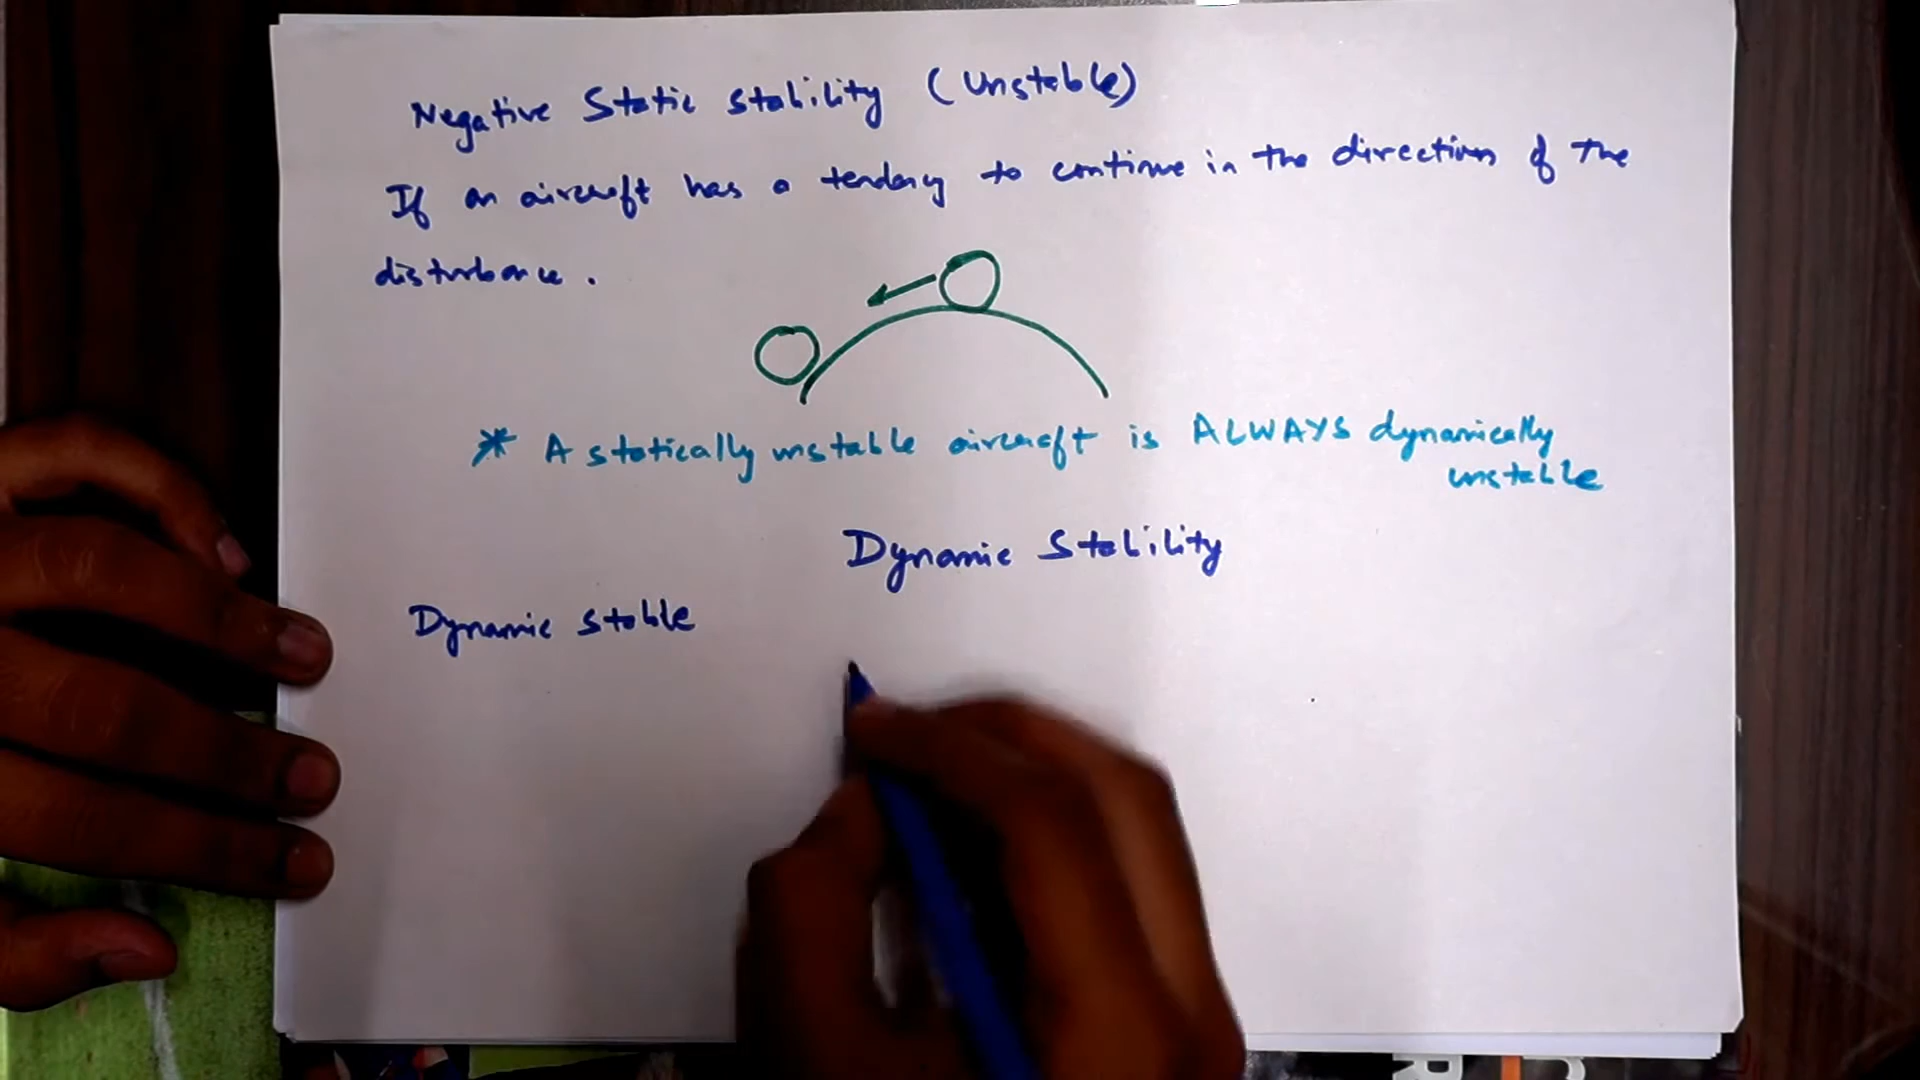 Negative Static stability (Unstable)
If an aircraft has a tendency to continue in the direction of the
disturbance.
* A statically unstable aircraft is ALWAYS dynamically
unstable
Dynamic Stability
Dynamic stable